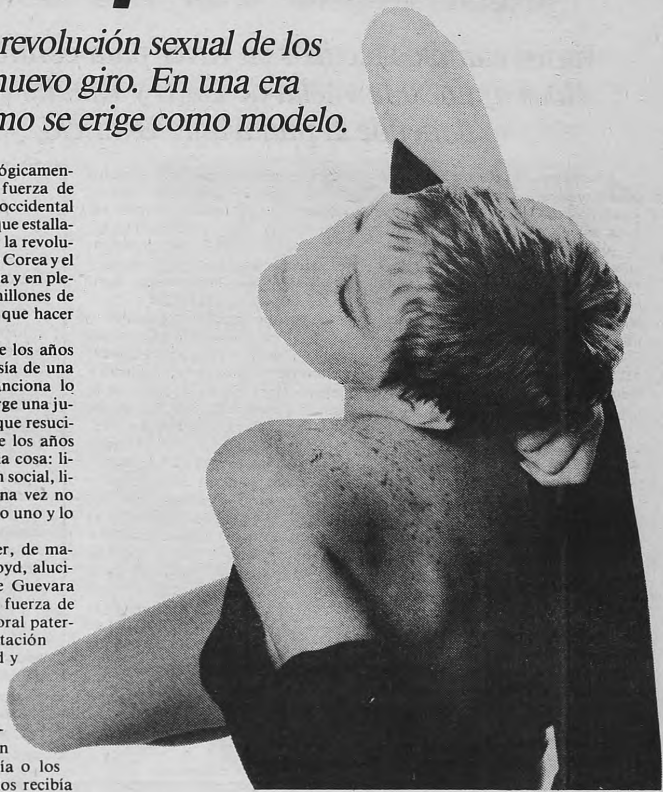 revolución sexual de los
nuevo giro. En una era
mo se erige como modelo.
ógicamen-
fuerza de
occidental
que estalla-
la revolu-
Corea y el
a y en ple-
nillones de
que hacer
e los años
sía de una
nciona lo
rge una ju-
que resuci-
e los años
a cosa: li-
n social, li-
na vez no
o uno y lo
er, de ma-
oyd, aluci-
e Guevara
fuerza de
oral pater-
tación
d y
-
n
ía o los
os recibía